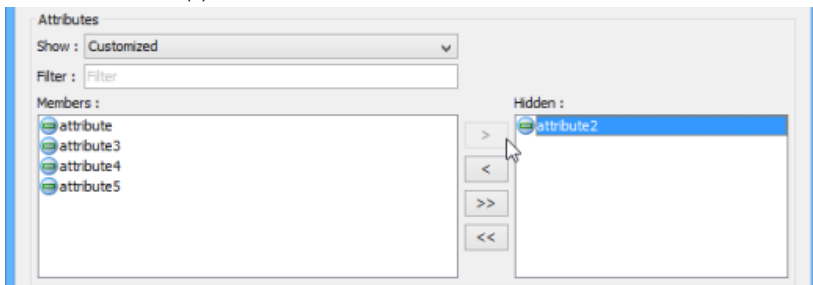 Attributes
Show : Customized
Filter : Filter
Members :
Hidden :
attribute
attribute3
attribute4
attribute5
>
<
>>
<<
attribute2